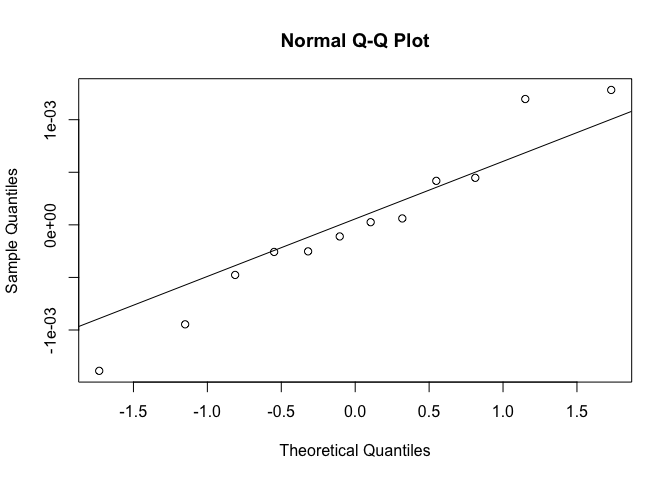 Normal Q-Q Plot
1e-03
0e+00
-1e-03
Sample Quantiles
-1.5 -1.0 -0.5 0.0 0.5 1.0 1.5
Theoretical Quantiles